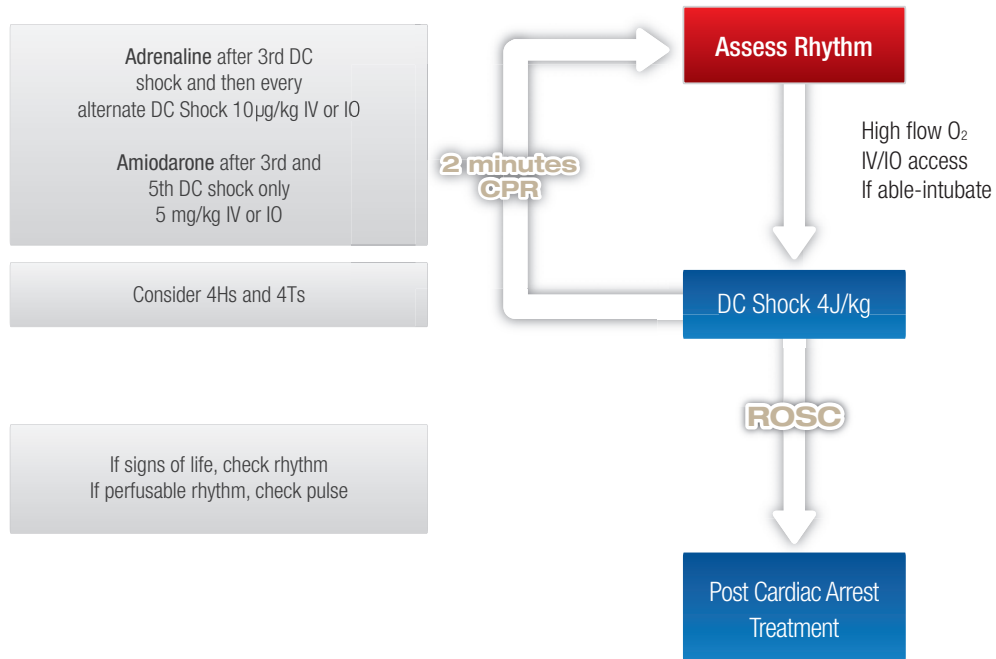 Adrenaline after 3rd DC
shock and then every
alternate DC Shock 10µg/kg IV or IO
Amiodarone after 3rd and
5th DC shock only
5 mg/kg IV or IO
Consider 4Hs and 4Ts
If signs of life, check rhythm
If perfusable rhythm, check pulse
2 minutes
CPR
Assess Rhythm
High flow O₂
IV/IO access
If able-intubate
DC Shock 4J/kg
ROSC
Post Cardiac Arrest
Treatment